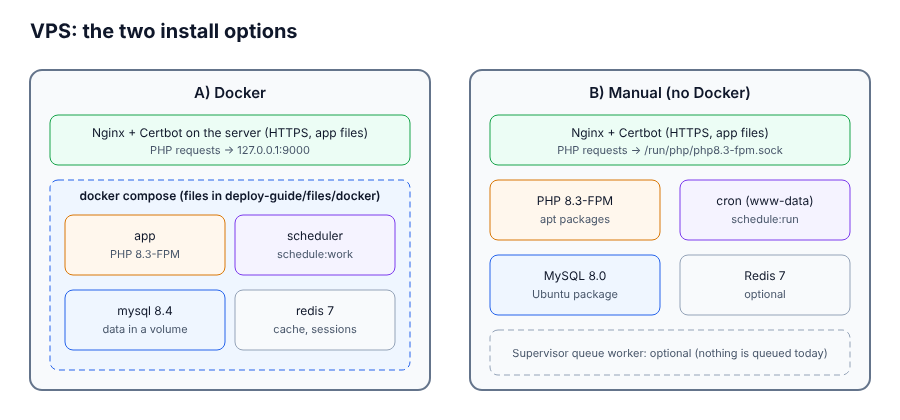 VPS: the two install options
A) Docker
Nginx + Certbot on the server (HTTPS, app files)
PHP requests → 127.0.0.1:9000
docker compose (files in deploy-guide/files/docker)
app
PHP 8.3-FPM
scheduler
schedule:work
mysql 8.4
data in a volume
redis 7
cache, sessions
B) Manual (no Docker)
Nginx + Certbot (HTTPS, app files)
PHP requests → /run/php/php8.3-fpm.sock
PHP 8.3-FPM
apt packages
cron (www-data)
schedule:run
MySQL 8.0
Ubuntu package
Redis 7
optional
Supervisor queue worker: optional (nothing is queued today)